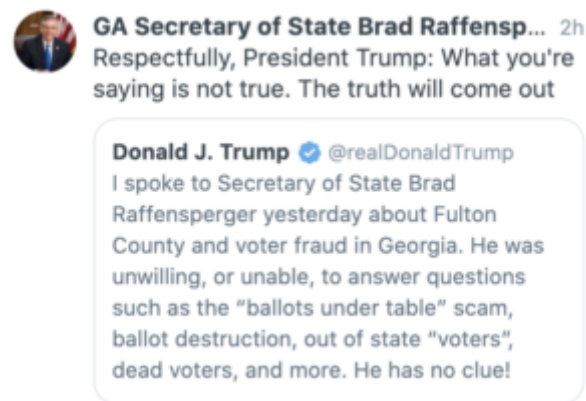 GA Secretary of State Brad Raffensp... 2h
Respectfully, President Trump: What you're
saying is not true. The truth will come out
Donald J. Trump @realDonaldTrump
I spoke to Secretary of State Brad
Raffensperger yesterday about Fulton
County and voter fraud in Georgia. He was
unwilling, or unable, to answer questions
such as the “ballots under table” scam,
ballot destruction, out of state “voters”,
dead voters, and more. He has no clue!